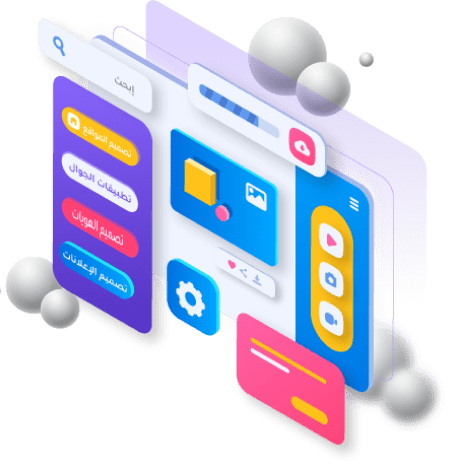 إبحث
تصميم المواقع
تطبيقات الجوال
تصميم الهويات
تصميم الإعلانات